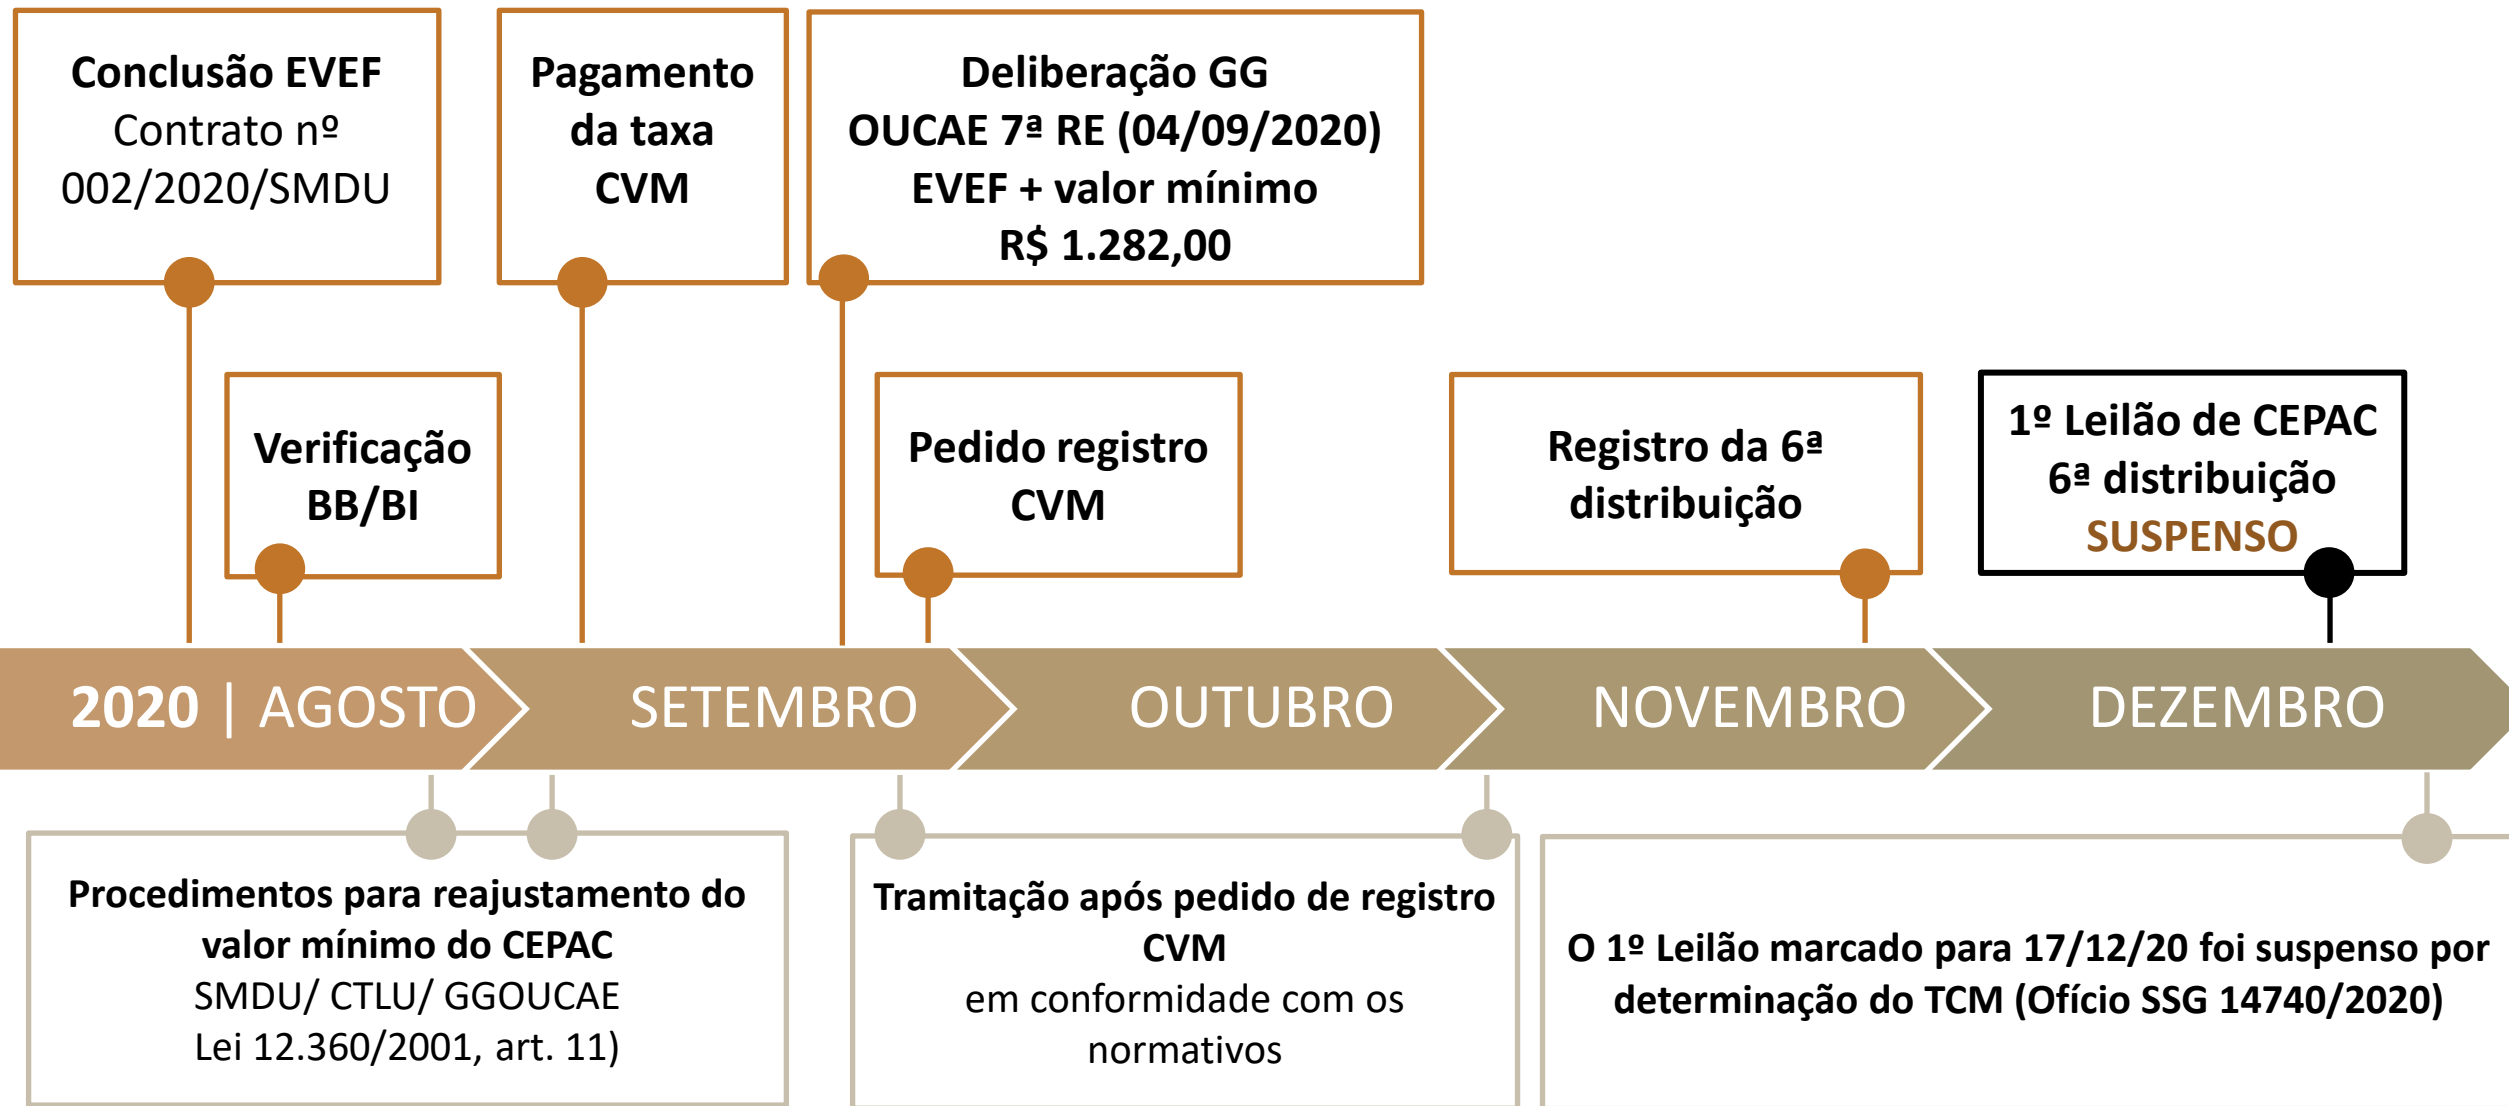 Conclusão EVEF
Contrato nº
002/2020/SMDU
Pagamento
da taxa
CVM
Deliberação GG
OUCAE 7ª RE (04/09/2020)
EVEF + valor mínimo
R$ 1.282,00
Verificação
BB/BI
Pedido registro
CVM
Registro da 6ª
distribuição
1º Leilão de CEPAC
6ª distribuição
SUSPENSO
2020 | AGOSTO
SETEMBRO
OUTUBRO
NOVEMBRO
DEZEMBRO
Procedimentos para reajustamento do
valor mínimo do CEPAC
SMDU/ CTLU/ GGOUCAE
Lei 12.360/2001, art. 11)
Tramitação após pedido de registro
CVM
em conformidade com os
normativos
O 1º Leilão marcado para 17/12/20 foi suspenso por
determinação do TCM (Ofício SSG 14740/2020)